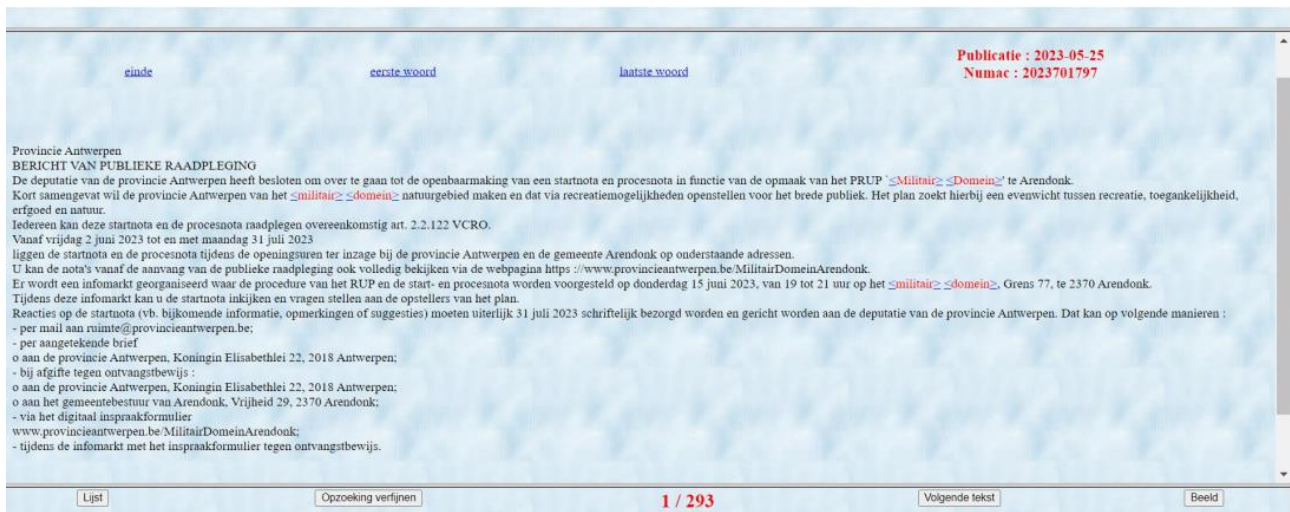 einde eerste woord laatste woord Publicatie : 2023-05-25
Numac : 2023701797
Provincie Antwerpen
BERICHT VAN PUBLIEKE RAADPLEGING
De deputatie van de provincie Antwerpen heeft besloten om over te gaan tot de openbaarmaking van een startnota en procesnota in functie van de opmaak van het PRUP `<Militair> <Domein>' te Arendonk.
Kort samengevat wil de provincie Antwerpen van het <militair> <domein> natuurgebied maken en dat via recreatiemogelijkheden openstellen voor het brede publiek. Het plan zoekt hierbij een evenwicht tussen recreatie, toegankelijkheid,
erfgoed en natuur.
Iedereen kan deze startnota en de procesnota raadplegen overeenkomstig art. 2.2.122 VCRO.
Vanaf vrijdag 2 juni 2023 tot en met maandag 31 juli 2023
liggen de startnota en de procesnota tijdens de openingsuren ter inzage bij de provincie Antwerpen en de gemeente Arendonk op onderstaande adressen.
U kan de nota's vanaf de aanvang van de publieke raadpleging ook volledig bekijken via de webpagina https ://www.provincieantwerpen.be/MilitairDomeinArendonk.
Er wordt een infomarkt georganiseerd waar de procedure van het RUP en de start- en procesnota worden voorgesteld op donderdag 15 juni 2023, van 19 tot 21 uur op het <militair> <domein>, Grens 77, te 2370 Arendonk.
Tijdens deze infomarkt kan u de startnota inkijken en vragen stellen aan de opstellers van het plan.
Reacties op de startnota (vb. bijkomende informatie, opmerkingen of suggesties) moeten uiterlijk 31 juli 2023 schriftelijk bezorgd worden en gericht worden aan de deputatie van de provincie Antwerpen. Dat kan op volgende manieren :
- per mail aan ruimte@provincieantwerpen.be;
- per aangetekende brief
o aan de provincie Antwerpen, Koningin Elisabethlei 22, 2018 Antwerpen;
- bij afgifte tegen ontvangstbewijs :
o aan de provincie Antwerpen, Koningin Elisabethlei 22, 2018 Antwerpen;
o aan het gemeentebestuur van Arendonk, Vrijheid 29, 2370 Arendonk;
- via het digitaal inspraakformulier
www.provincieantwerpen.be/MilitairDomeinArendonk;
- tijdens de infomarkt met het inspraakformulier tegen ontvangstbewijs.
Lijst Opzoeking verfijnen 1 / 293 Volgende tekst Beeld